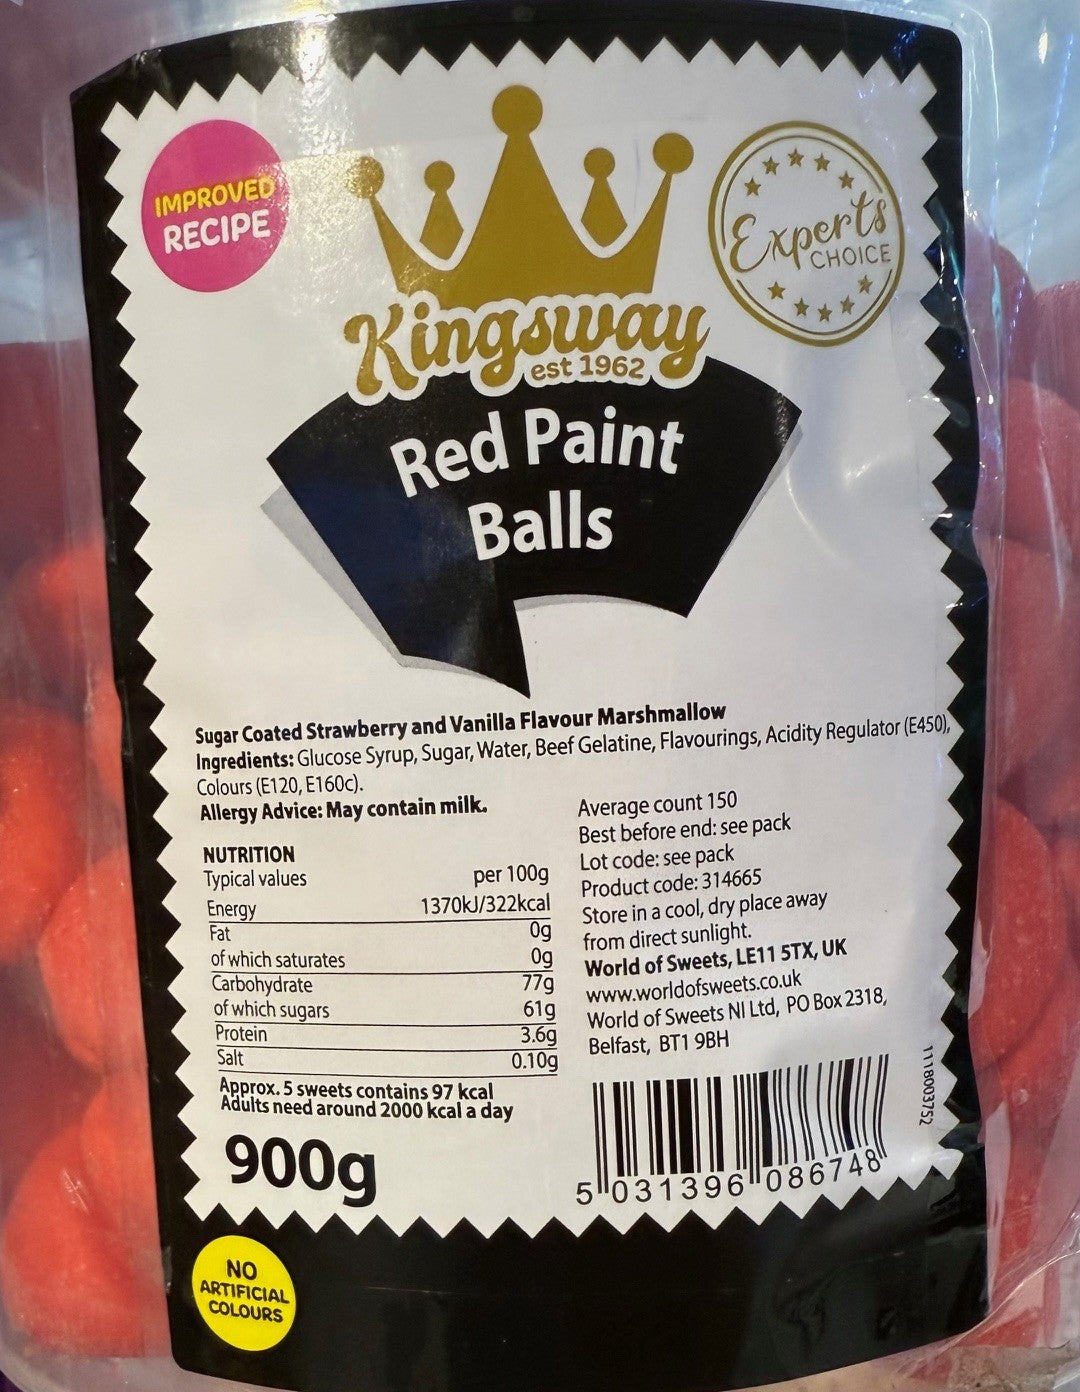 IMPROVED
RECIPE
Experts
CHOICE
Kingsway
est 1962
Red Paint
Balls
Sugar Coated Strawberry and Vanilla Flavour Marshmallow
Ingredients: Glucose Syrup, Sugar, Water, Beef Gelatine, Flavourings, Acidity Regulator (E450),
Colours (E120, E160c).
Allergy Advice: May contain milk.
NUTRITION
Typical values per 100g
Energy 1370kJ/322kcal
Fat 0g
of which saturates 0g
Carbohydrate 77g
of which sugars 61g
Protein 3.6g
Salt 0.10g
Approx. 5 sweets contains 97 kcal
Adults need around 2000 kcal a day
900g
Average count 150
Best before end: see pack
Lot code: see pack
Product code: 314665
Store in a cool, dry place away
from direct sunlight.
World of Sweets, LE11 5TX, UK
www.worldofsweets.co.uk
World of Sweets NI Ltd, PO Box 2318,
Belfast, BT1 9BH
1118003752
5 031396 086748
NO
ARTIFICIAL
COLOURS